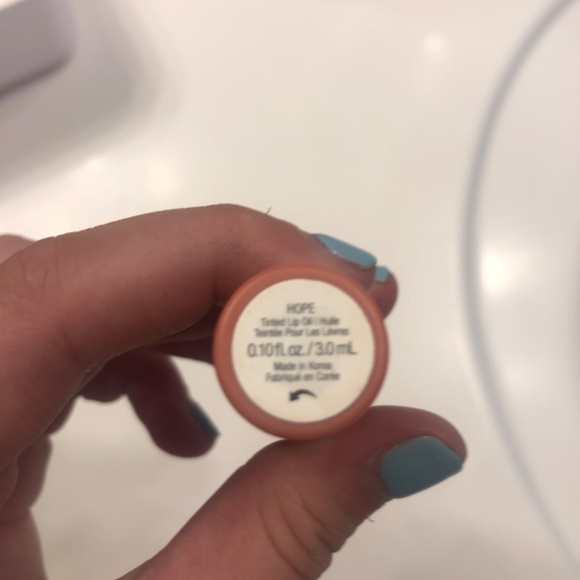 HOPE
Tinted Lip Oil | Huile
Teintée Pour Les Lèvres
0.10 fl. oz. / 3.0 mL
Made in Korea
Fabriqué en Corée